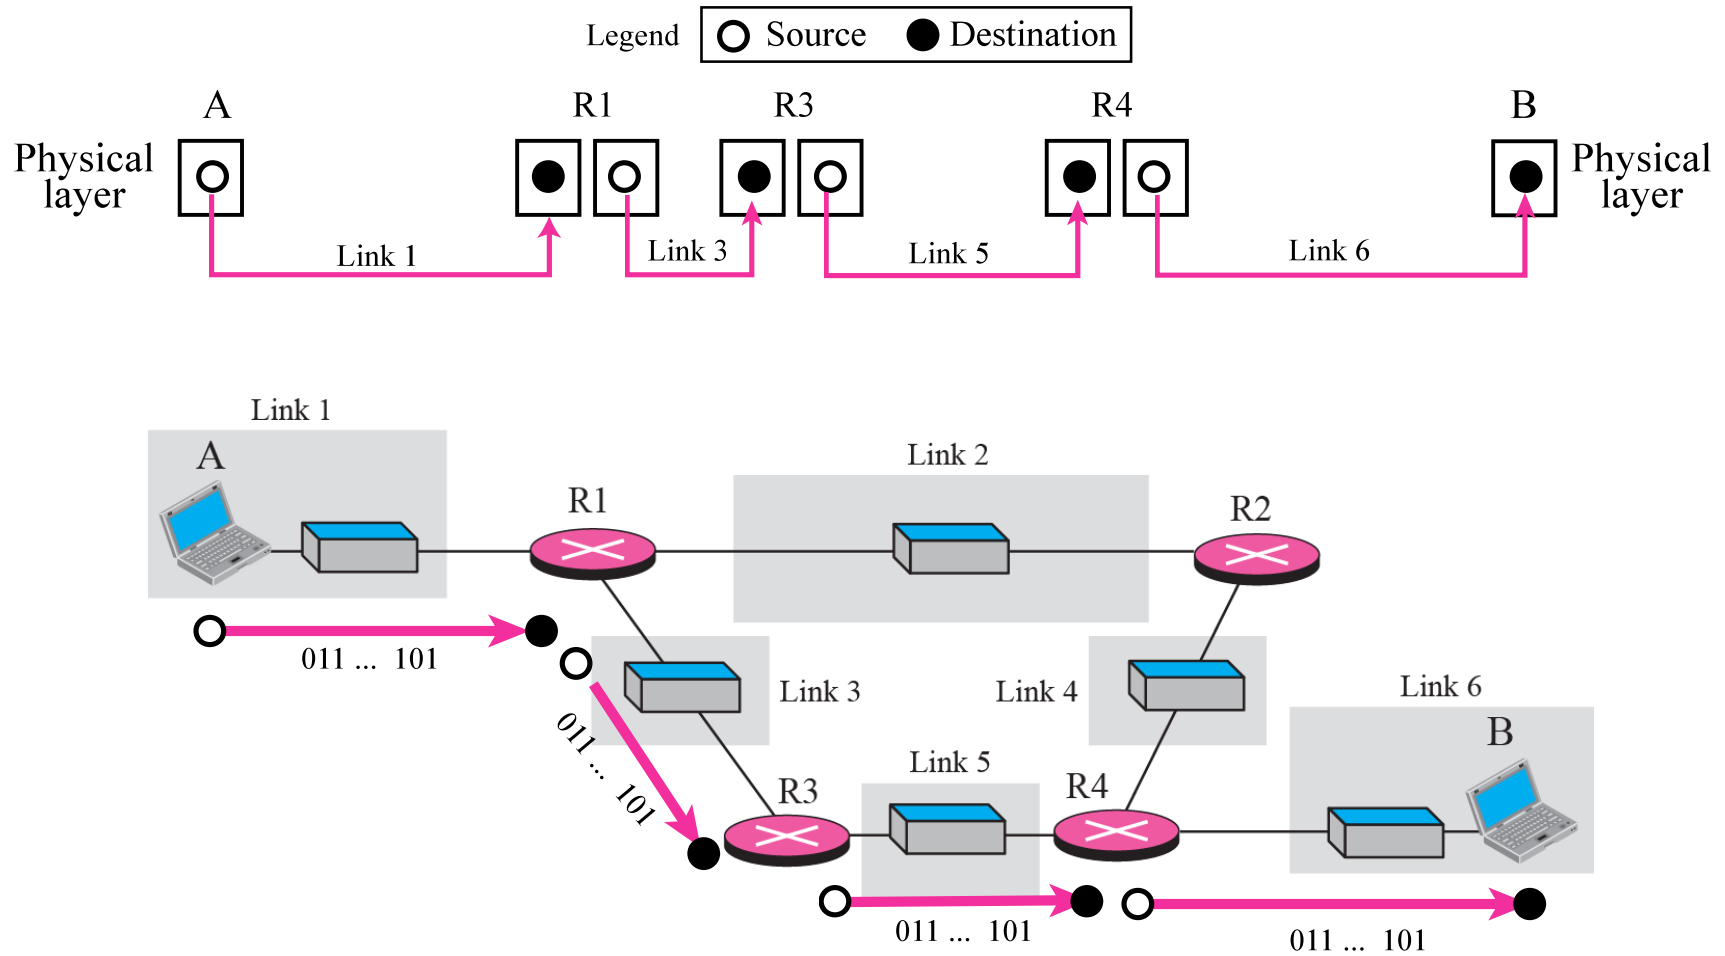 Legend Source Destination
A R1 R3 R4 B
Physical
layer
Physical
layer
Link 1 Link 3 Link 5 Link 6
Link 1
A
Link 2
R1
R2
011 ... 101
Link 3
Link 4
Link 6
011 ... 101
B
Link 5
R3
R4
011 ... 101
011 ... 101